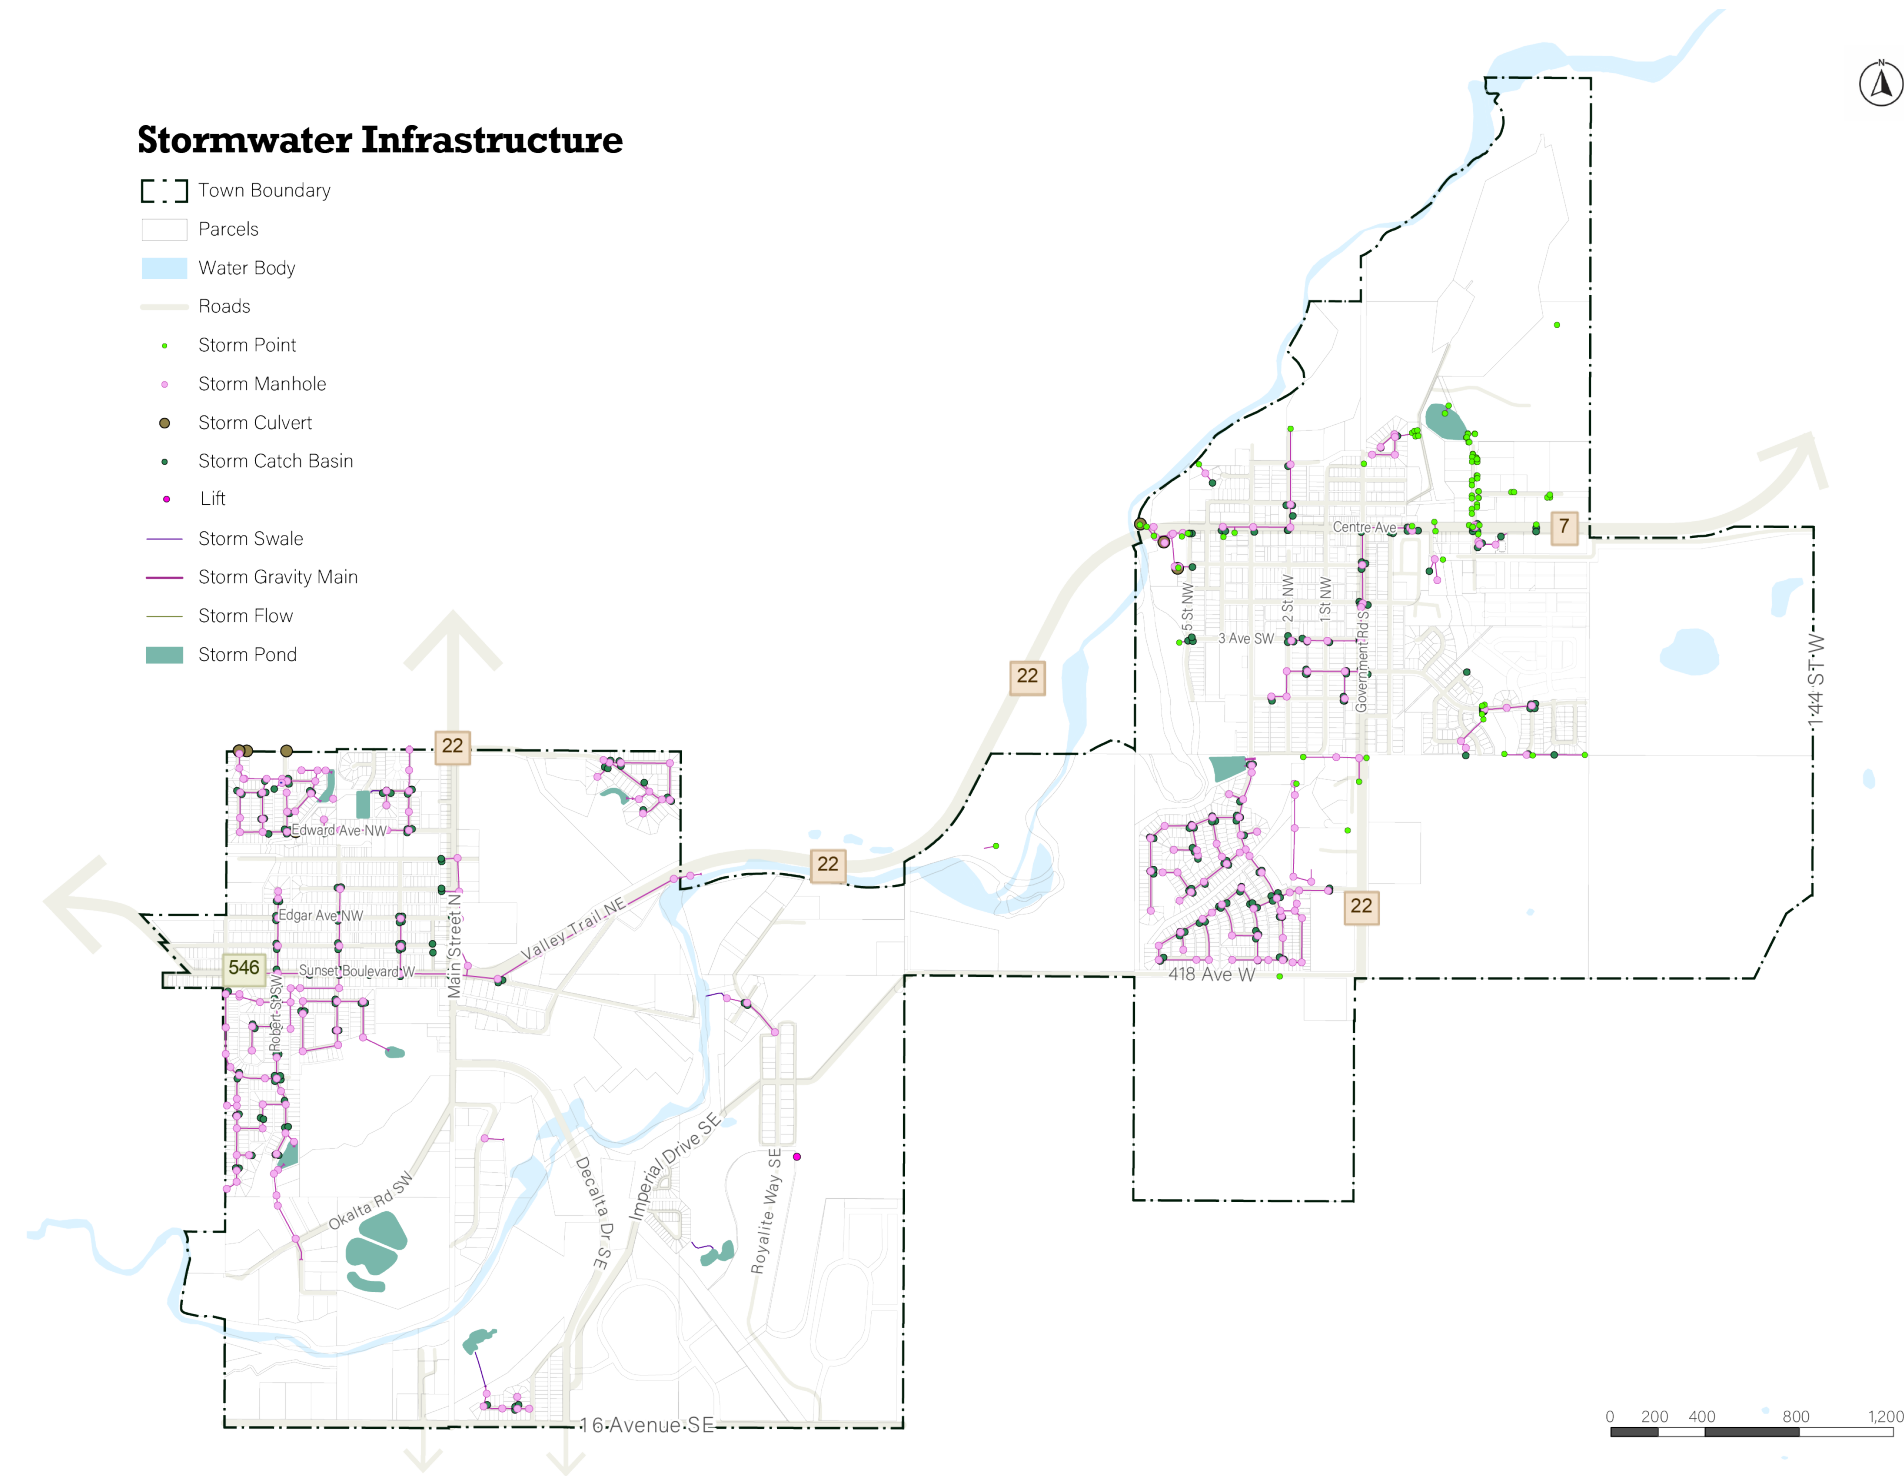 N
Stormwater Infrastructure
Town Boundary
Parcels
Water Body
Roads
Storm Point
Storm Manhole
Storm Culvert
Storm Catch Basin
Lift
Storm Swale
Storm Gravity Main
Storm Flow
Storm Pond
Centre Ave
7
5 St NW
2 St NW
1 St NW
3 Ave SW
Government Rd S
144 ST W
22
22
22
22
418 Ave W
Edward Ave NW
Edgar Ave NW
Main Street N
Valley Trail NE
546
Sunset Boulevard W
Robert St SW
Okalta Rd SW
Decalta Dr SE
Imperial Drive SE
Royalite Way SE
16 Avenue SE
0 200 400 800 1,200